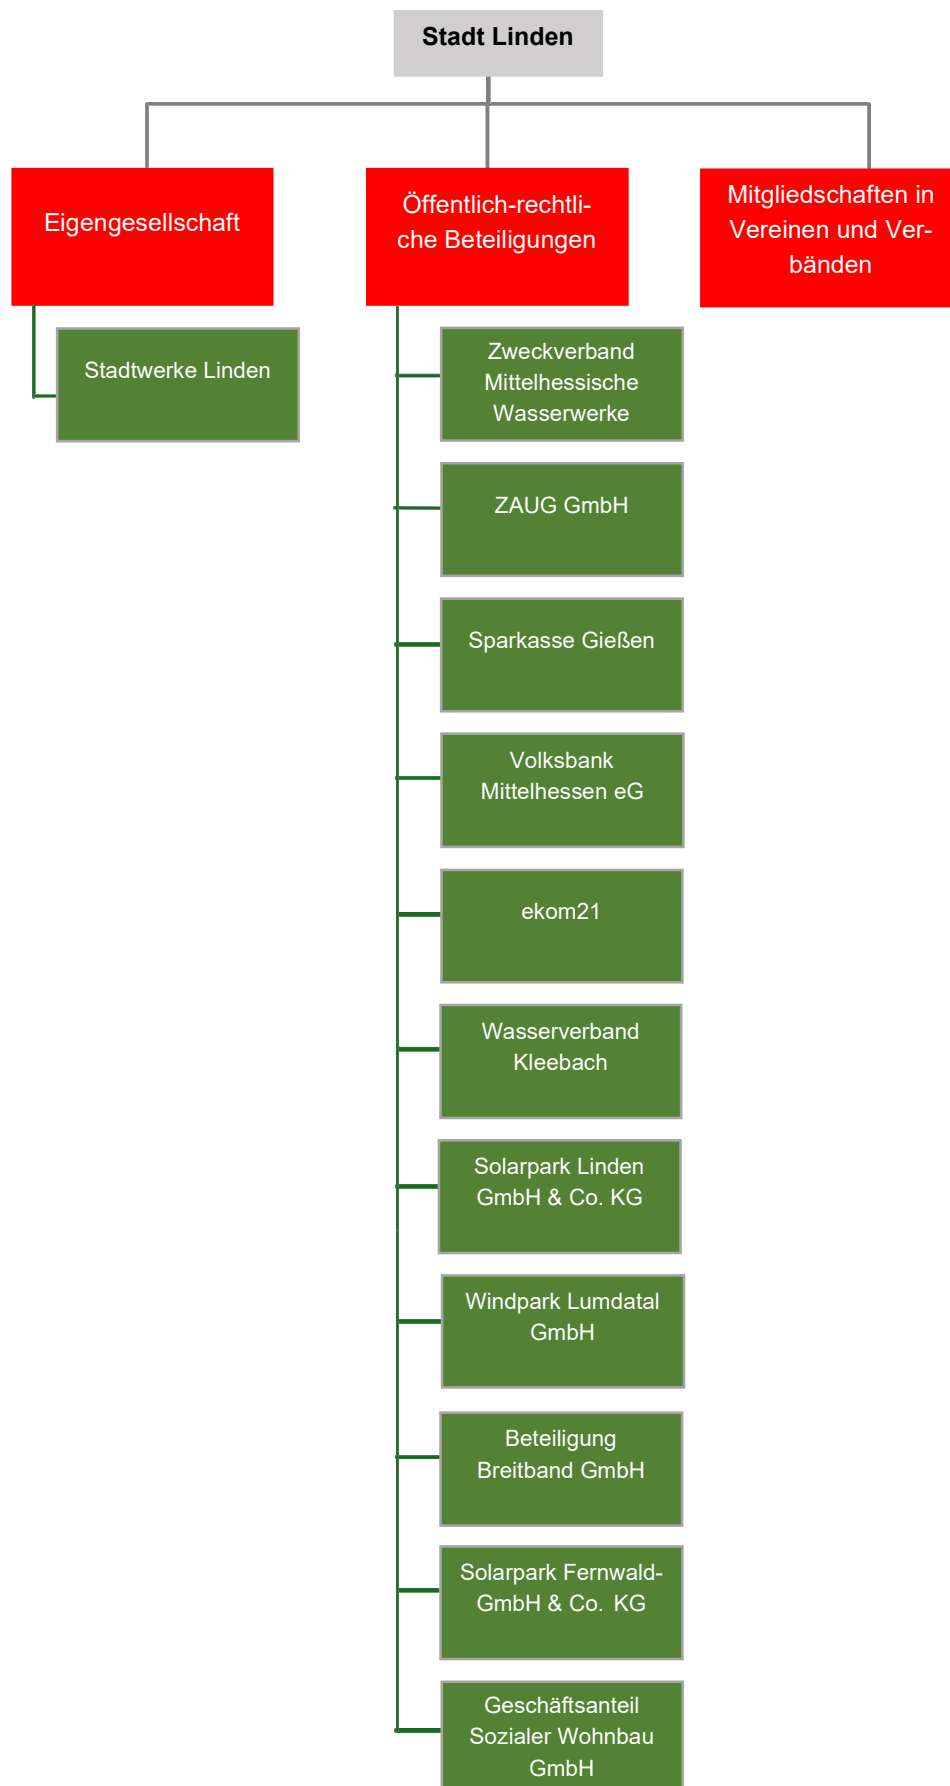 Stadt Linden
Eigengesellschaft
Öffentlich-rechtli-
che Beteiligungen
Mitgliedschaften in
Vereinen und Ver-
bänden
Stadtwerke Linden
Zweckverband
Mittelhessische
Wasserwerke
ZAUG GmbH
Sparkasse Gießen
Volksbank
Mittelhessen eG
ekom21
Wasserverband
Kleebach
Solarpark Linden
GmbH & Co. KG
Windpark Lumdatal
GmbH
Beteiligung
Breitband GmbH
Solarpark Fernwald-
GmbH & Co. KG
Geschäftsanteil
Sozialer Wohnbau
GmbH